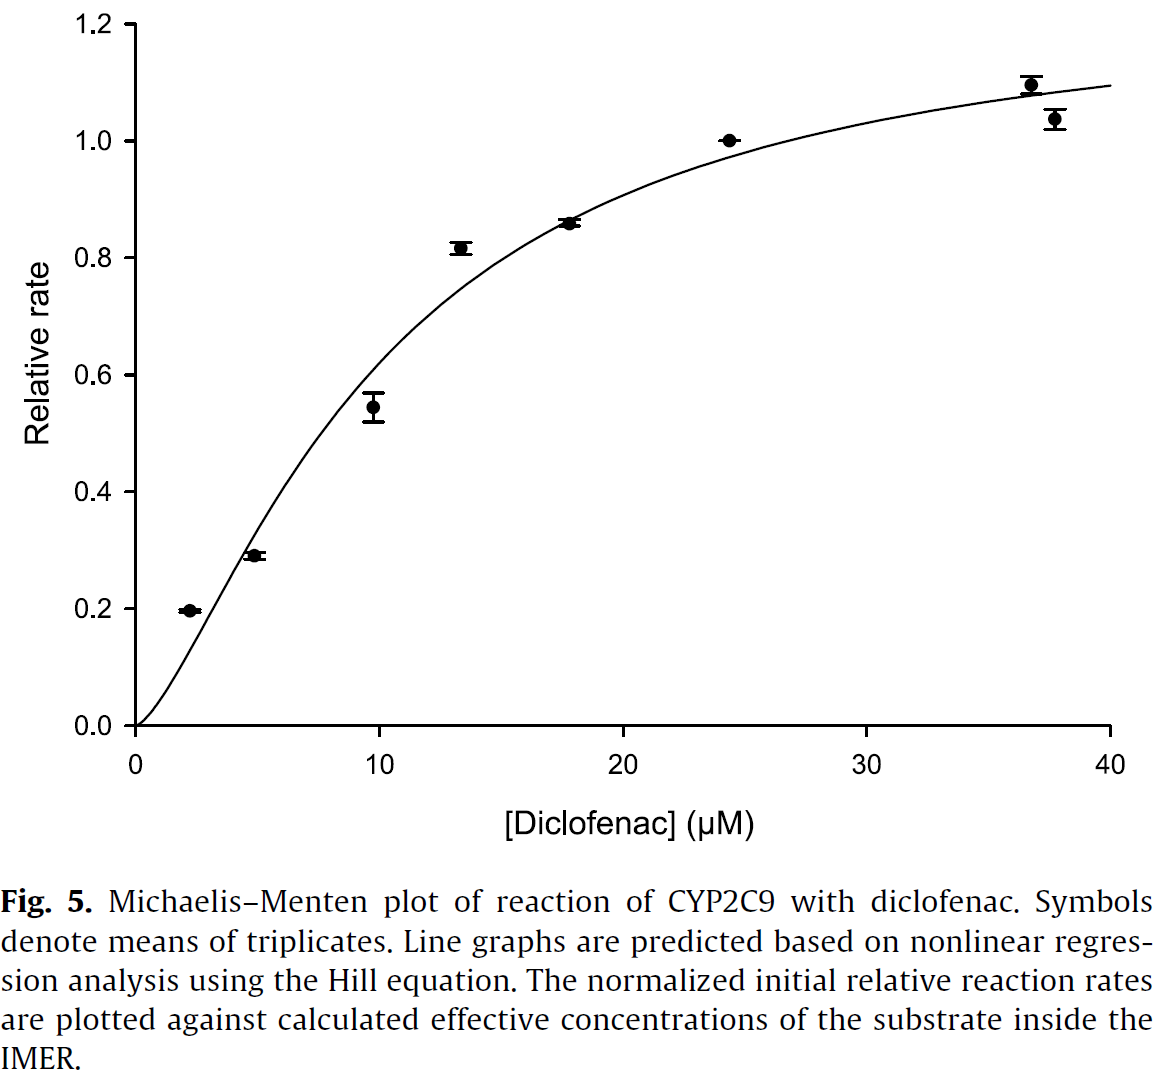 1.2
1.0
0.8
0.6
0.4
0.2
0.0
Relative rate
0 10 20 30 40
[Diclofenac] (µM)
Fig. 5. Michaelis–Menten plot of reaction of CYP2C9 with diclofenac. Symbols
denote means of triplicates. Line graphs are predicted based on nonlinear regres-
sion analysis using the Hill equation. The normalized initial relative reaction rates
are plotted against calculated effective concentrations of the substrate inside the
IMER.